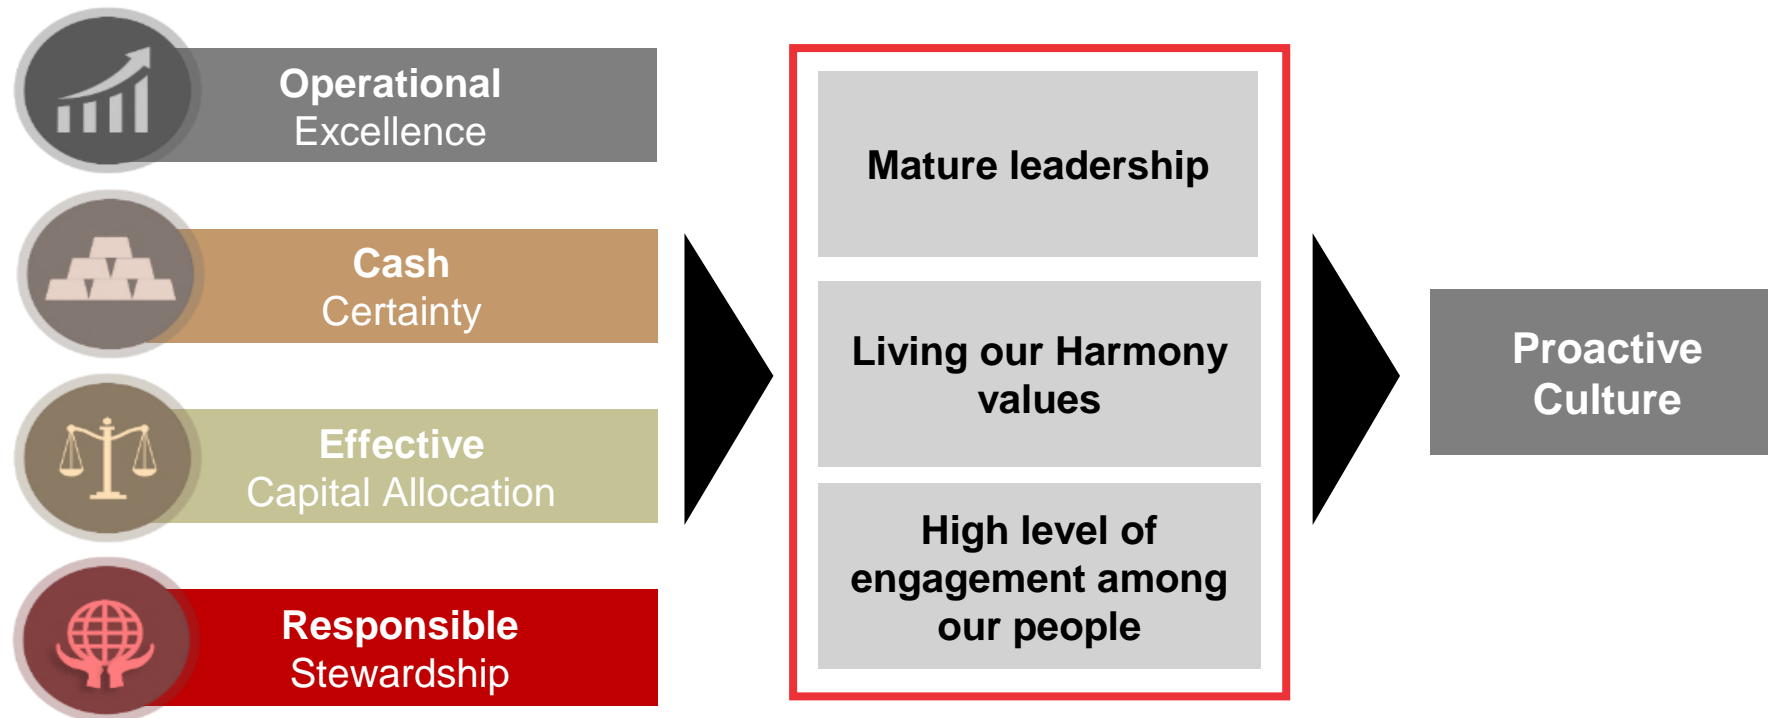 Operational
Excellence
Cash
Certainty
Effective
Capital Allocation
Responsible
Stewardship
Mature leadership
Living our Harmony
values
High level of
engagement among
our people
Proactive
Culture